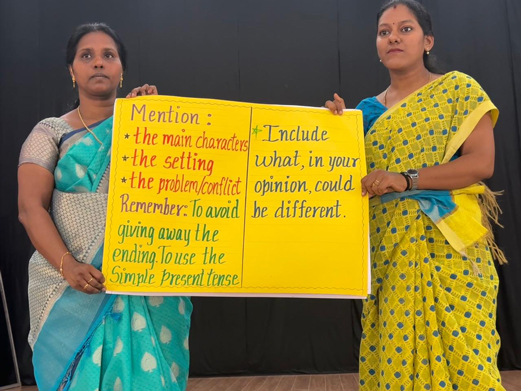 Mention :
* the main characters
* the setting
* the problem/conflict
Remember: To avoid
giving away the
ending. To use the
Simple Present tense
* Include
what, in your
opinion, could
be different.